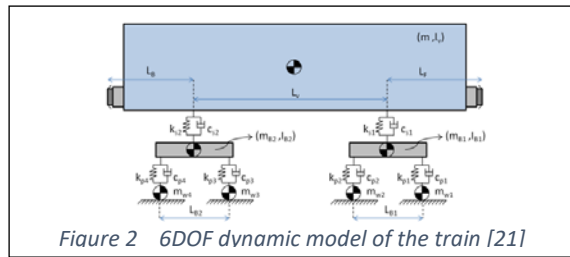 (m ,Iᵥ)
L_B
L_F
L_v
k_s2 c_s2
k_s1 c_s1
(m_B2 ,I_B2)
(m_B1 ,I_B1)
k_p4 c_p4 k_p3 c_p3
k_p2 c_p2 k_p1 c_p1
m_w4 m_w3
m_w2 m_w1
L_B2
L_B1
Figure 2 6DOF dynamic model of the train [21]